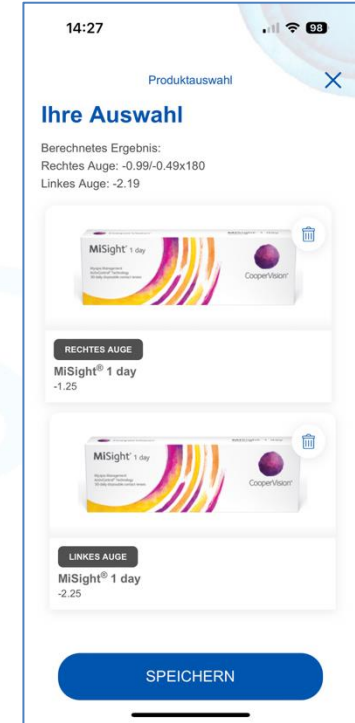 14:27
98
Produktauswahl
Ihre Auswahl
Berechnetes Ergebnis:
Rechtes Auge: -0.99/-0.49x180
Linkes Auge: -2.19
MiSight® 1 day
CooperVision®
RECHTES AUGE
MiSight® 1 day
-1.25
MiSight® 1 day
CooperVision®
LINKES AUGE
MiSight® 1 day
-2.25
SPEICHERN